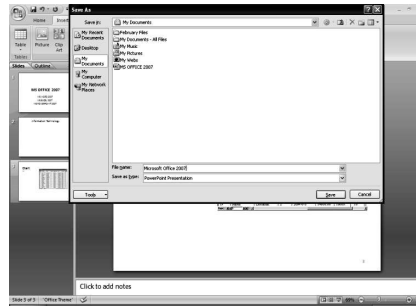 Save As
Home
Insert
Save in:
My Documents
Table
Picture
Clip
Art
Tables
My Recent
Documents
Desktop
My
Documents
My
Computer
My Network
Places
February Files
My Documents - All Files
My Music
My Pictures
My Webs
MS OFFICE 2007
Slides
Outline
MS OFFICE 2007
Information Technology
File name:
Microsoft Office 2007
Save as type:
PowerPoint Presentation
Tools
Save
Cancel
Click to add notes
Slide 3 of 3
"Office Theme"